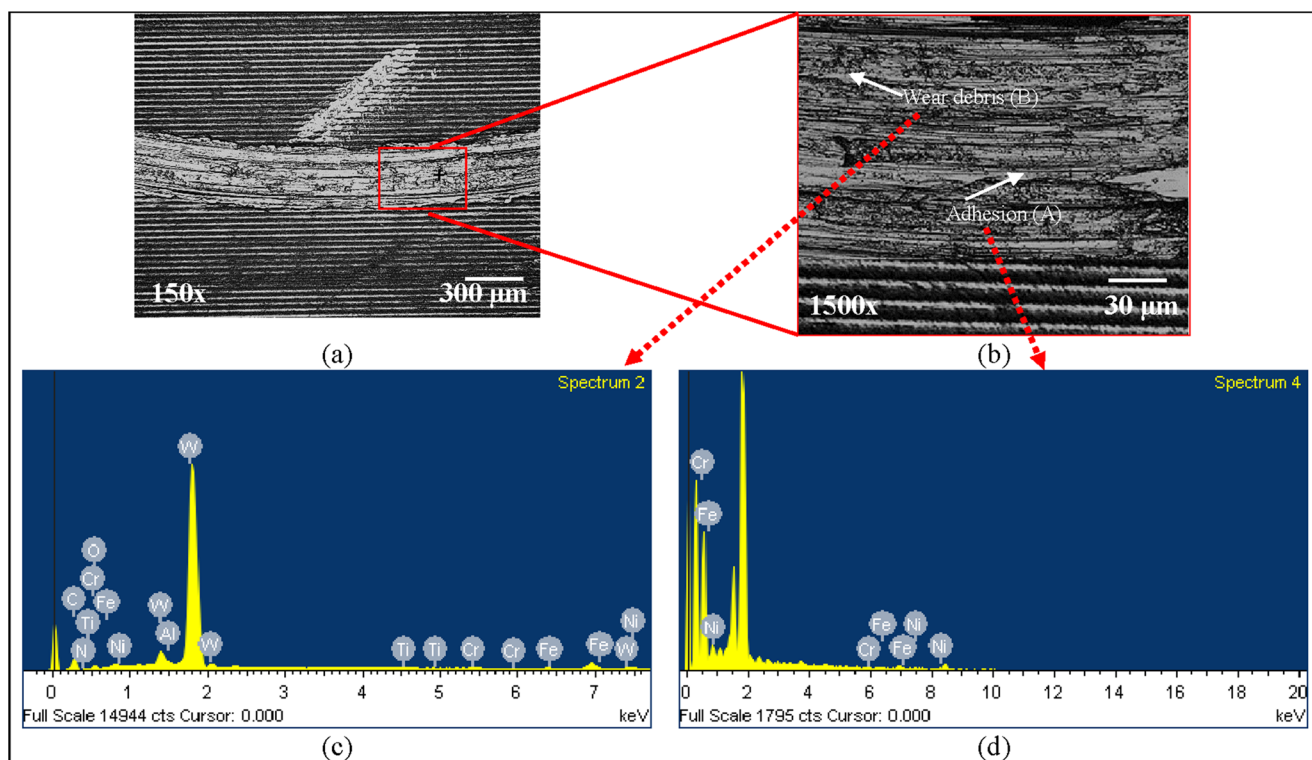 150x
300 μm
Wear debris (B)
Adhesion (A)
1500x
30 μm
(a)
(b)
Spectrum 2
W
O
Cr
C
Fe
Ti
N
Ni
W
Al
W
Ti
Ti
Cr
Cr
Fe
Fe
Ni
W
0 1 2 3 4 5 6 7
Full Scale 14944 cts Cursor: 0.000 keV
(c)
Spectrum 4
Cr
Fe
Ni
Cr
Fe
Fe
Ni
Ni
0 2 4 6 8 10 12 14 16 18 20
Full Scale 1795 cts Cursor: 0.000 keV
(d)